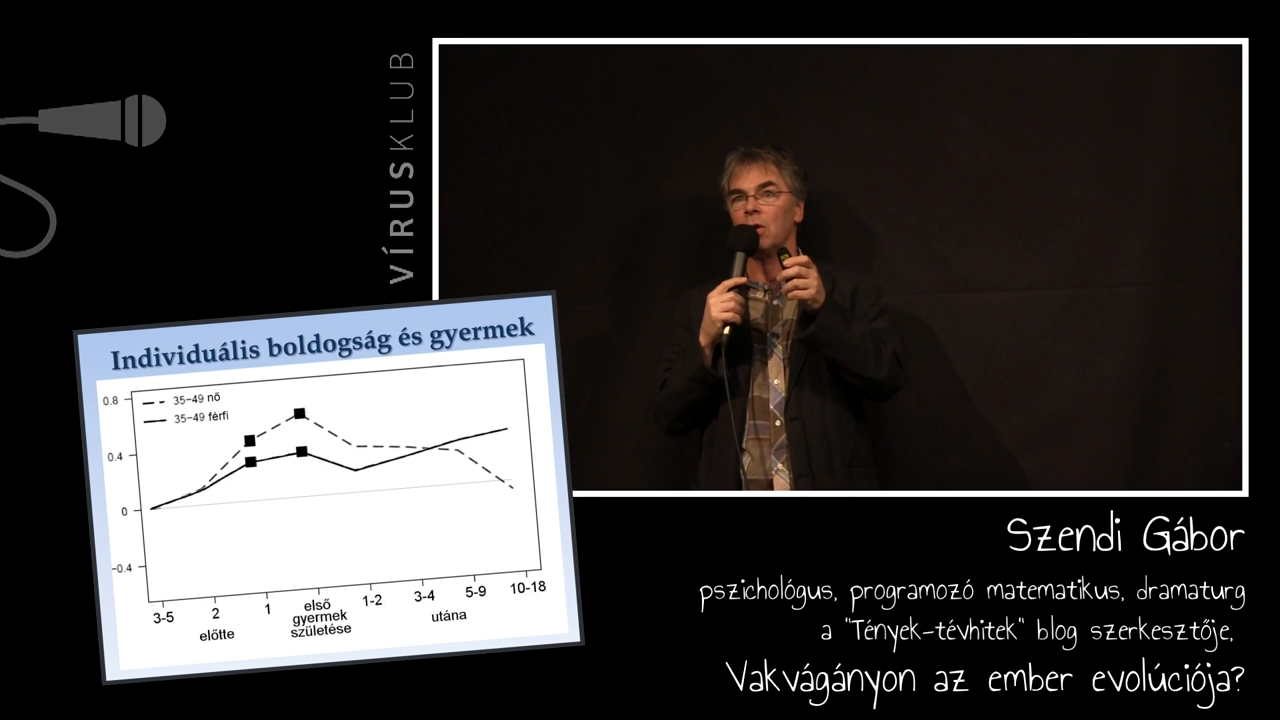 VÍRUSKLUB
Individuális boldogság és gyermek
35-49 nő
35-49 férfi
0.8
0.4
0
-0.4
3-5
2
1
első
gyermek
születése
1-2
3-4
5-9
10-18
előtte
utána
Szendi Gábor
pszichológus, programozó matematikus, dramaturg
a "Tények-tévhitek" blog szerkesztője,
Vakvágányon az ember evolúciója?